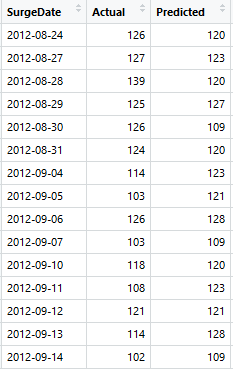 SurgeDate Actual Predicted
2012-08-24 126 120
2012-08-27 127 123
2012-08-28 139 120
2012-08-29 125 127
2012-08-30 126 109
2012-08-31 124 120
2012-09-04 114 123
2012-09-05 103 121
2012-09-06 126 128
2012-09-07 103 109
2012-09-10 118 120
2012-09-11 108 123
2012-09-12 121 121
2012-09-13 114 128
2012-09-14 102 109